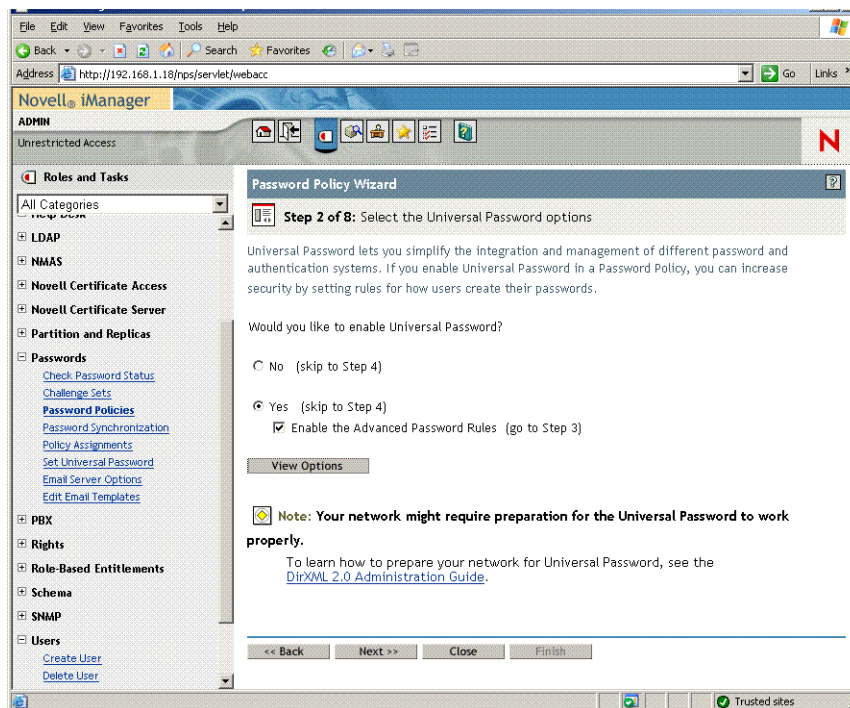 File Edit View Favorites Tools Help
Back Search Favorites
Address http://192.168.1.18/nps/servlet/webacc Go Links
Novell® iManager
ADMIN
Unrestricted Access
N
Roles and Tasks
All Categories
Help Desk
LDAP
NMAS
Novell Certificate Access
Novell Certificate Server
Partition and Replicas
Passwords
Check Password Status
Challenge Sets
Password Policies
Password Synchronization
Policy Assignments
Set Universal Password
Email Server Options
Edit Email Templates
PBX
Rights
Role-Based Entitlements
Schema
SNMP
Users
Create User
Delete User
Password Policy Wizard
?
Step 2 of 8: Select the Universal Password options
Universal Password lets you simplify the integration and management of different password and
authentication systems. If you enable Universal Password in a Password Policy, you can increase
security by setting rules for how users create their passwords.
Would you like to enable Universal Password?
No (skip to Step 4)
Yes (skip to Step 4)
Enable the Advanced Password Rules (go to Step 3)
View Options
Note: Your network might require preparation for the Universal Password to work
properly.
To learn how to prepare your network for Universal Password, see the
DirXML 2.0 Administration Guide.
<< Back Next >> Close Finish
Trusted sites